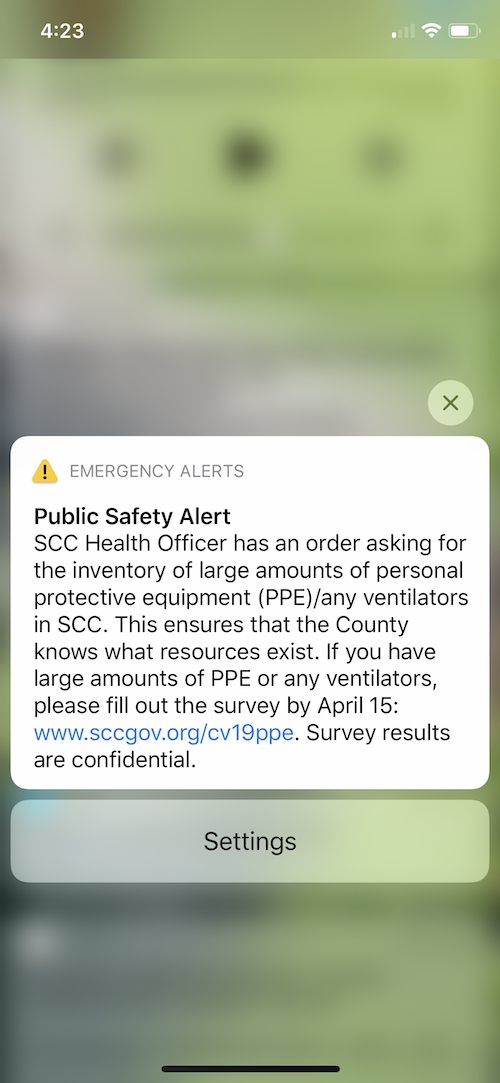 4:23
EMERGENCY ALERTS
Public Safety Alert
SCC Health Officer has an order asking for
the inventory of large amounts of personal
protective equipment (PPE)/any ventilators
in SCC. This ensures that the County
knows what resources exist. If you have
large amounts of PPE or any ventilators,
please fill out the survey by April 15:
www.sccgov.org/cv19ppe. Survey results
are confidential.
Settings